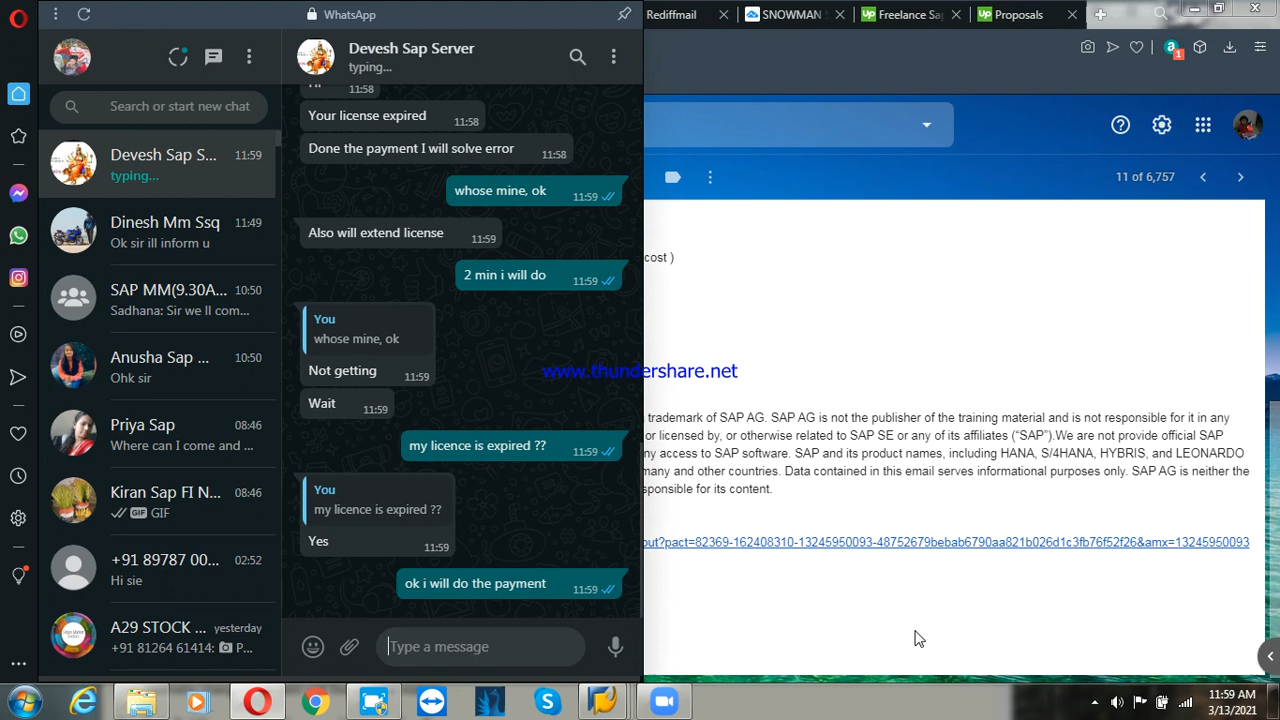 WhatsApp
Rediffmail
SNOWMAN
Freelance Sa
Proposals
1
Devesh Sap Server
typing...
Search or start new chat
Devesh Sap S... 11:59
typing...
Dinesh Mm Ssq 11:49
Ok sir ill inform u
SAP MM(9.30A... 10:50
Sadhana: Sir we ll com...
Anusha Sap ... 10:50
Ohk sir
Priya Sap 08:46
Where can I come and ...
Kiran Sap FI N... 08:46
GIF GIF
+91 89787 00... 02:52
Hi sie
A29 STOCK ... yesterday
+91 81264 61414: P...
11:58
Your license expired 11:58
Done the payment I will solve error 11:58
whose mine, ok 11:59
Also will extend license 11:59
2 min i will do 11:59
You
whose mine, ok
Not getting 11:59
Wait 11:59
my licence is expired ?? 11:59
You
my licence is expired ??
Yes 11:59
ok i will do the payment 11:59
Type a message
11 of 6,757
cost )
www.thundershare.net
trademark of SAP AG. SAP AG is not the publisher of the training material and is not responsible for it in any
or licensed by, or otherwise related to SAP SE or any of its affiliates (“SAP”).We are not provide official SAP
ny access to SAP software. SAP and its product names, including HANA, S/4HANA, HYBRIS, and LEONARDO
many and other countries. Data contained in this email serves informational purposes only. SAP AG is neither the
sponsible for its content.
out?pact=82369-162408310-13245950093-48752679bebab6790aa821b026d1c3fb76f52f26&amx=13245950093
11:59 AM
3/13/2021